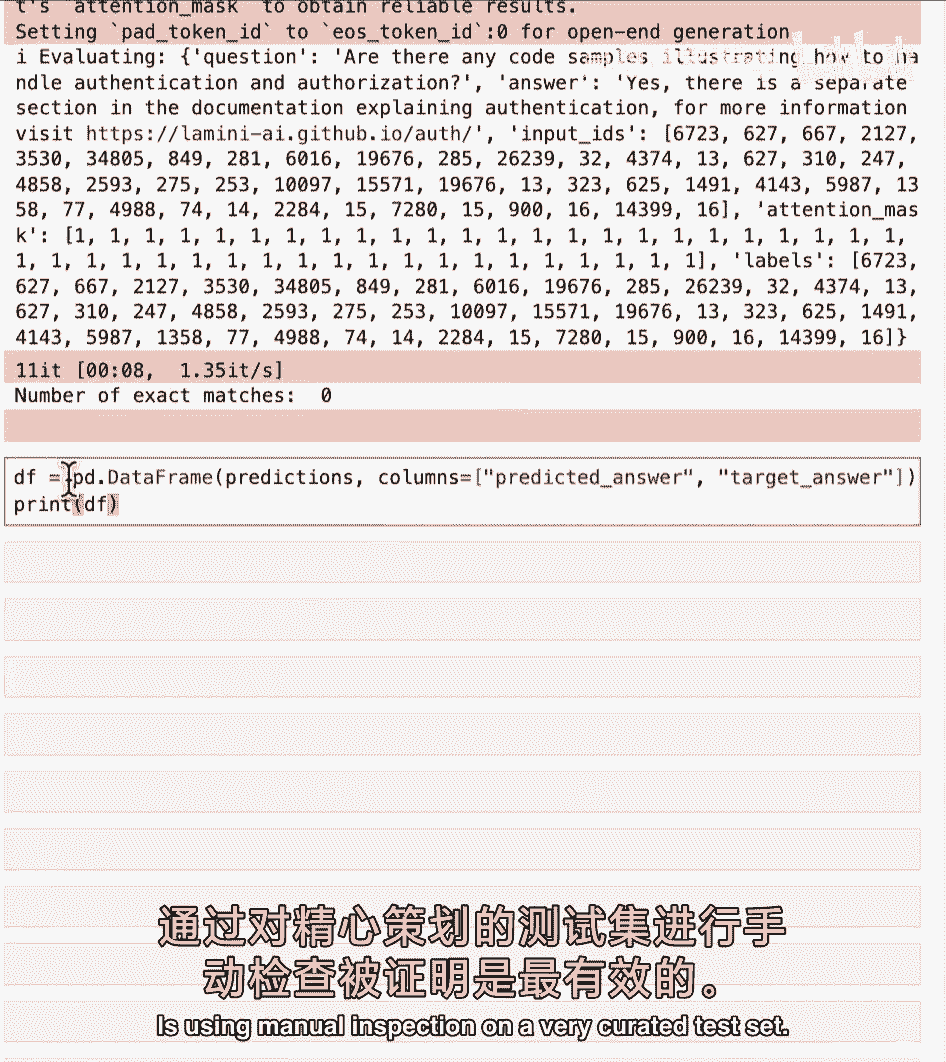 t's `attention_mask` to obtain reliable results.
Setting `pad_token_id` to `eos_token_id`:0 for open-end generation
i Evaluating: {'question': 'Are there any code samples illustrating how to ha
ndle authentication and authorization?', 'answer': 'Yes, there is a separate
section in the documentation explaining authentication, for more information
visit https://lamini-ai.github.io/auth/', 'input_ids': [6723, 627, 667, 2127,
3530, 34805, 849, 281, 6016, 19676, 285, 26239, 32, 4374, 13, 627, 310, 247,
4858, 2593, 275, 253, 10097, 15571, 19676, 13, 323, 625, 1491, 4143, 5987, 13
58, 77, 4988, 74, 14, 2284, 15, 7280, 15, 900, 16, 14399, 16], 'attention_mas
k': [1, 1, 1, 1, 1, 1, 1, 1, 1, 1, 1, 1, 1, 1, 1, 1, 1, 1, 1, 1, 1, 1, 1, 1,
1, 1, 1, 1, 1, 1, 1, 1, 1, 1, 1, 1, 1, 1, 1, 1, 1, 1, 1, 1], 'labels': [6723,
627, 667, 2127, 3530, 34805, 849, 281, 6016, 19676, 285, 26239, 32, 4374, 13,
627, 310, 247, 4858, 2593, 275, 253, 10097, 15571, 19676, 13, 323, 625, 1491,
4143, 5987, 1358, 77, 4988, 74, 14, 2284, 15, 7280, 15, 900, 16, 14399, 16]}
11it [00:08,  1.35it/s]
Number of exact matches:  0
df = pd.DataFrame(predictions, columns=["predicted_answer", "target_answer"])
print(df)
通过对精心策划的测试集进行手
动检查被证明是最有效的。
Is using manual inspection on a very curated test set.